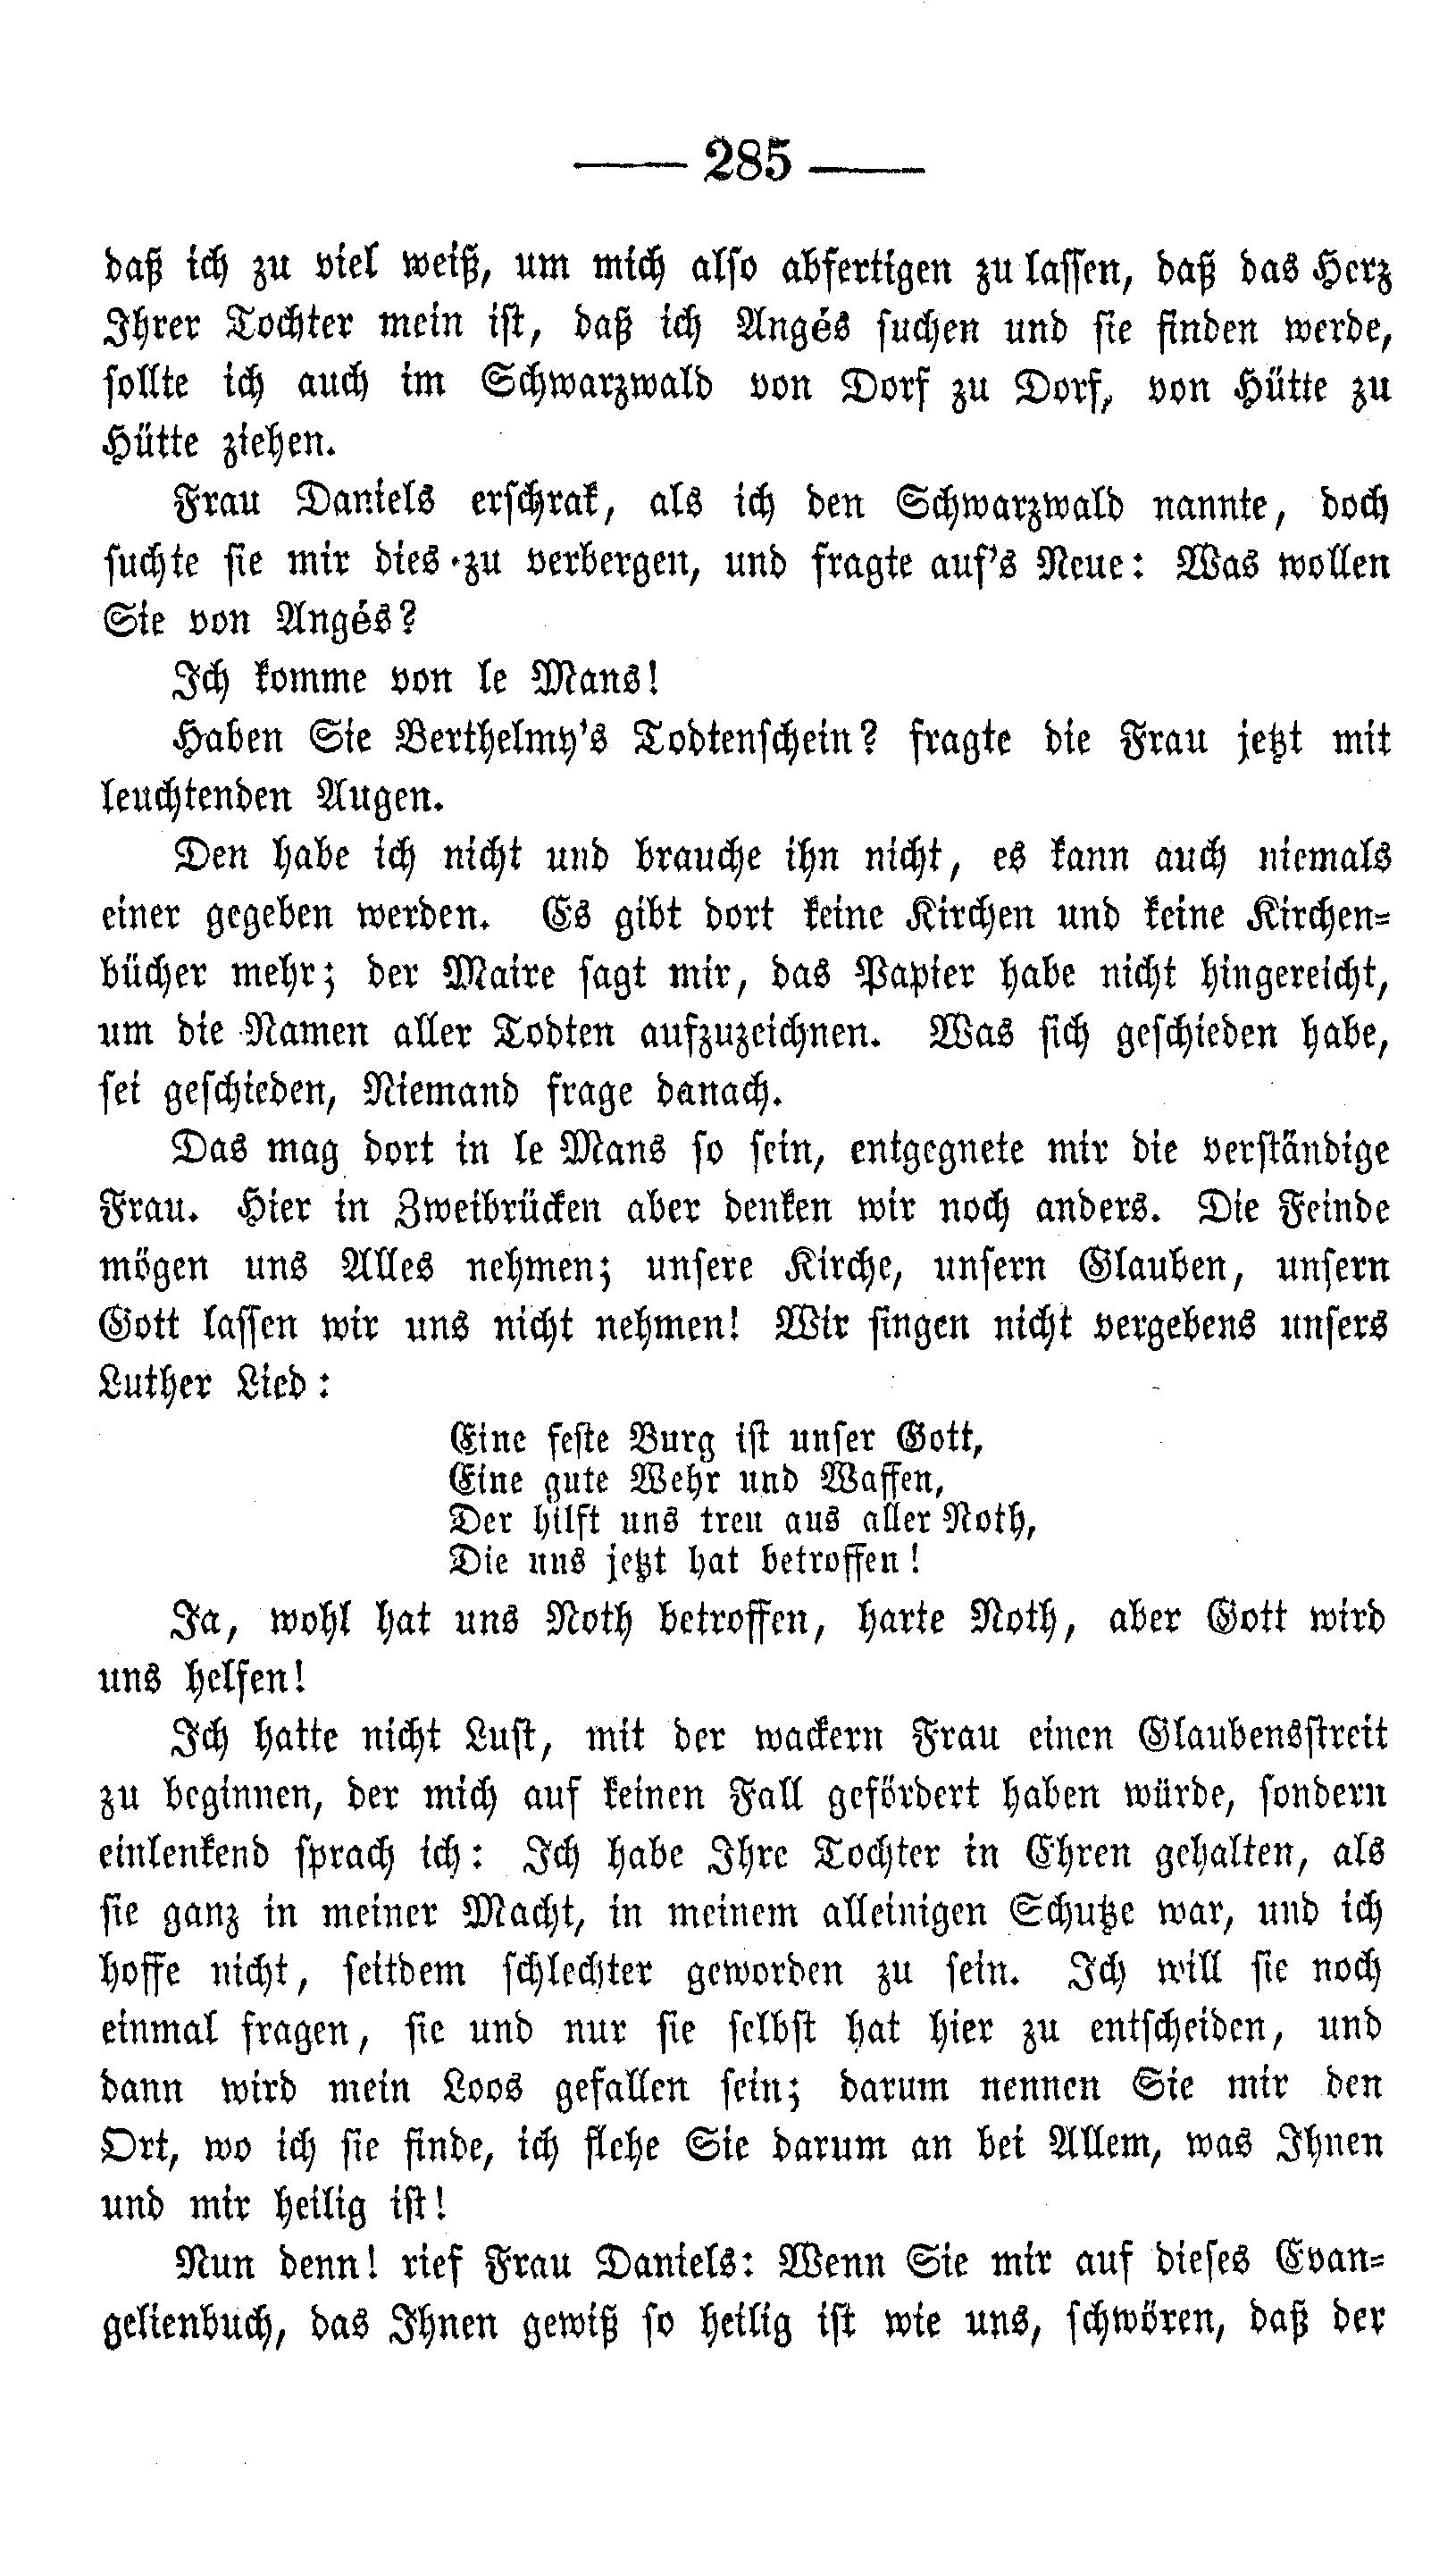 — 285 —
daß ich zu viel weiß, um mich also abfertigen zu lassen, daß das Herz
Ihrer Tochter mein ist, daß ich Angés suchen und sie finden werde,
sollte ich auch im Schwarzwald von Dorf zu Dorf, von Hütte zu
Hütte ziehen.
Frau Daniels erschrak, als ich den Schwarzwald nannte, doch
suchte sie mir dies zu verbergen, und fragte auf's Neue: Was wollen
Sie von Angés?
Ich komme von le Mans!
Haben Sie Berthelmy's Todtenschein? fragte die Frau jetzt mit
leuchtenden Augen.
Den habe ich nicht und brauche ihn nicht, es kann auch niemals
einer gegeben werden. Es gibt dort keine Kirchen und keine Kirchen-
bücher mehr; der Maire sagt mir, das Papier habe nicht hingereicht,
um die Namen aller Todten aufzuzeichnen. Was sich geschieden habe,
sei geschieden, Niemand frage danach.
Das mag dort in le Mans so sein, entgegnete mir die verständige
Frau. Hier in Zweibrücken aber denken wir noch anders. Die Feinde
mögen uns Alles nehmen; unsere Kirche, unsern Glauben, unsern
Gott lassen wir uns nicht nehmen! Wir singen nicht vergebens unsers
Luther Lied:
Eine feste Burg ist unser Gott,
Eine gute Wehr und Waffen,
Der hilft uns treu aus aller Noth,
Die uns jetzt hat betroffen!
Ja, wohl hat uns Noth betroffen, harte Noth, aber Gott wird
uns helfen!
Ich hatte nicht Lust, mit der wackern Frau einen Glaubensstreit
zu beginnen, der mich auf keinen Fall gefördert haben würde, sondern
einlenkend sprach ich: Ich habe Ihre Tochter in Ehren gehalten, als
sie ganz in meiner Macht, in meinem alleinigen Schutze war, und ich
hoffe nicht, seitdem schlechter geworden zu sein. Ich will sie noch
einmal fragen, sie und nur sie selbst hat hier zu entscheiden, und
dann wird mein Loos gefallen sein; darum nennen Sie mir den
Ort, wo ich sie finde, ich flehe Sie darum an bei Allem, was Ihnen
und mir heilig ist!
Nun denn! rief Frau Daniels: Wenn Sie mir auf dieses Evan-
gelienbuch, das Ihnen gewiß so heilig ist wie uns, schwören, daß der